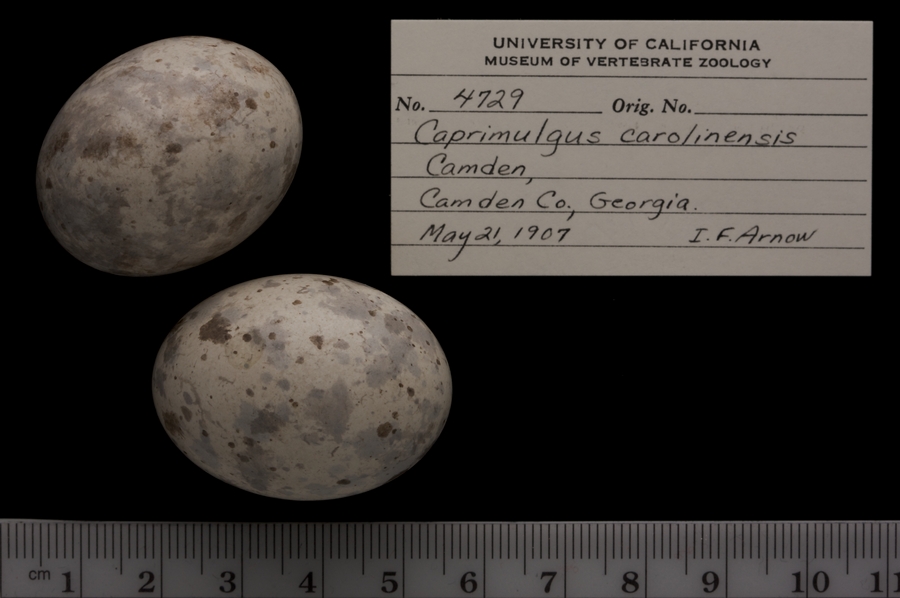 UNIVERSITY OF CALIFORNIA
MUSEUM OF VERTEBRATE ZOOLOGY
No. 4729 Orig. No.
Caprimulgus carolinensis
Camden,
Camden Co., Georgia.
May 21, 1907 I. F. Arnow
cm 1 2 3 4 5 6 7 8 9 10 11